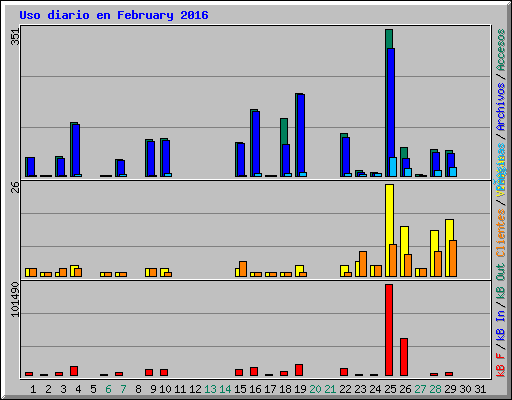 Uso diario en February 2016
351
26
101490
Accesos / Archivos / Páginas
Visitas / Clientes
kB Out / kB In / kB F
1 2 3 4 5 6 7 8 9 10 11 12 13 14 15 16 17 18 19 20 21 22 23 24 25 26 27 28 29 30 31